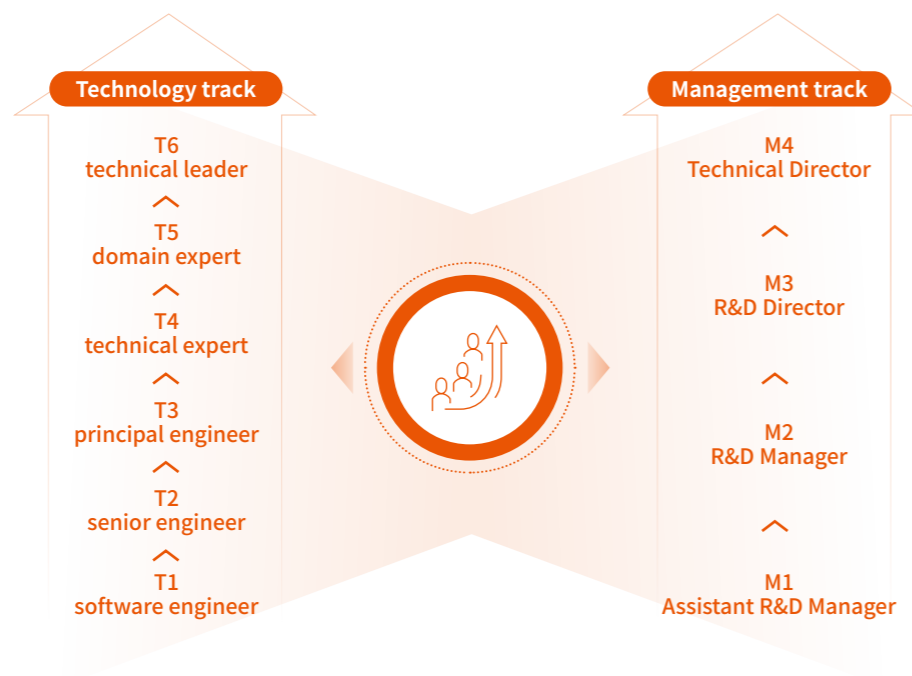 Technology track
T6
technical leader
T5
domain expert
T4
technical expert
T3
principal engineer
T2
senior engineer
T1
software engineer
Management track
M4
Technical Director
M3
R&D Director
M2
R&D Manager
M1
Assistant R&D Manager